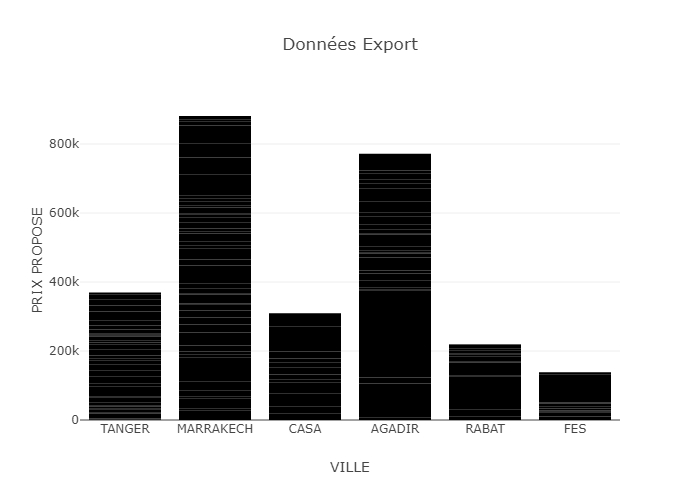 Données Export
PRIX PROPOSE
800k
600k
400k
200k
0
TANGER MARRAKECH CASA AGADIR RABAT FES
VILLE